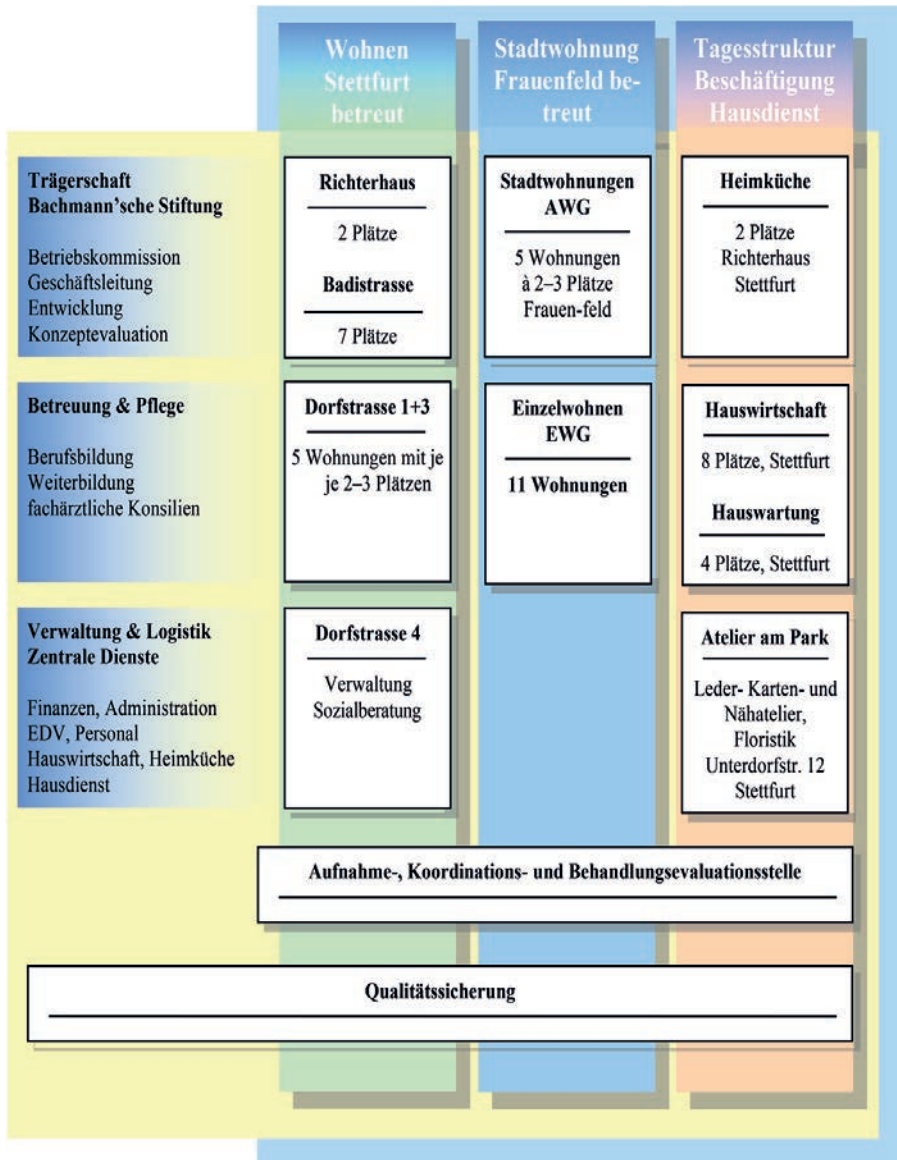 Wohnen
Stettfurt
betreut
Stadtwohnung
Frauenfeld be-
treut
Tagesstruktur
Beschäftigung
Hausdienst
Trägerschaft
Bachmann’sche Stiftung
Betriebskommission
Geschäftsleitung
Entwicklung
Konzeptevaluation
Richterhaus
2 Plätze
Badistrasse
7 Plätze
Stadtwohnungen
AWG
5 Wohnungen
à 2–3 Plätze
Frauen-feld
Heimküche
2 Plätze
Richterhaus
Stettfurt
Betreuung & Pflege
Berufsbildung
Weiterbildung
fachärztliche Konsilien
Dorfstrasse 1+3
5 Wohnungen mit je
je 2–3 Plätzen
Einzelwohnen
EWG
11 Wohnungen
Hauswirtschaft
8 Plätze, Stettfurt
Hauswartung
4 Plätze, Stettfurt
Verwaltung & Logistik
Zentrale Dienste
Finanzen, Administration
EDV, Personal
Hauswirtschaft, Heimküche
Hausdienst
Dorfstrasse 4
Verwaltung
Sozialberatung
Atelier am Park
Leder- Karten- und
Nähatelier,
Floristik
Unterdorfstr. 12
Stettfurt
Aufnahme-, Koordinations- und Behandlungsevaluationsstelle
Qualitätssicherung